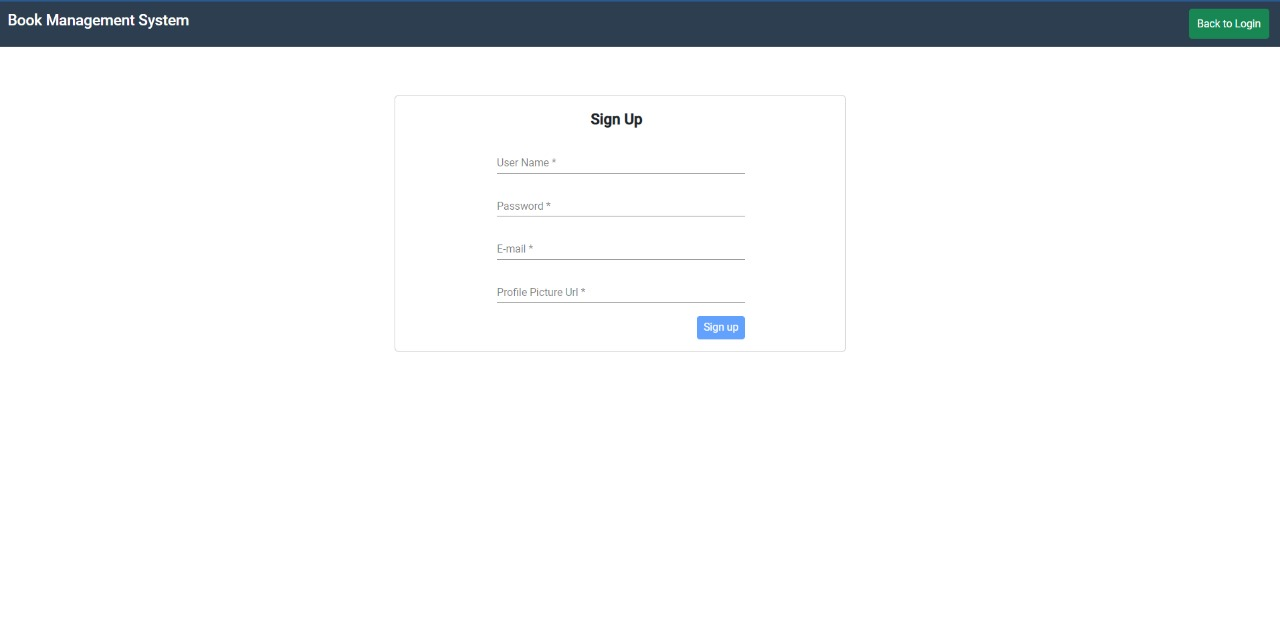 Book Management System
Back to Login
Sign Up
User Name *
Password *
E-mail *
Profile Picture Url *
Sign up